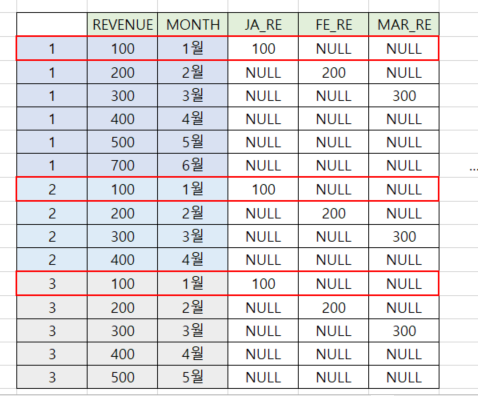 REVENUE MONTH JA_RE FE_RE MAR_RE
1 100 1월 100 NULL NULL
1 200 2월 NULL 200 NULL
1 300 3월 NULL NULL 300
1 400 4월 NULL NULL NULL
1 500 5월 NULL NULL NULL
1 700 6월 NULL NULL NULL ...
2 100 1월 100 NULL NULL
2 200 2월 NULL 200 NULL
2 300 3월 NULL NULL 300
2 400 4월 NULL NULL NULL
3 100 1월 100 NULL NULL
3 200 2월 NULL 200 NULL
3 300 3월 NULL NULL 300
3 400 4월 NULL NULL NULL
3 500 5월 NULL NULL NULL